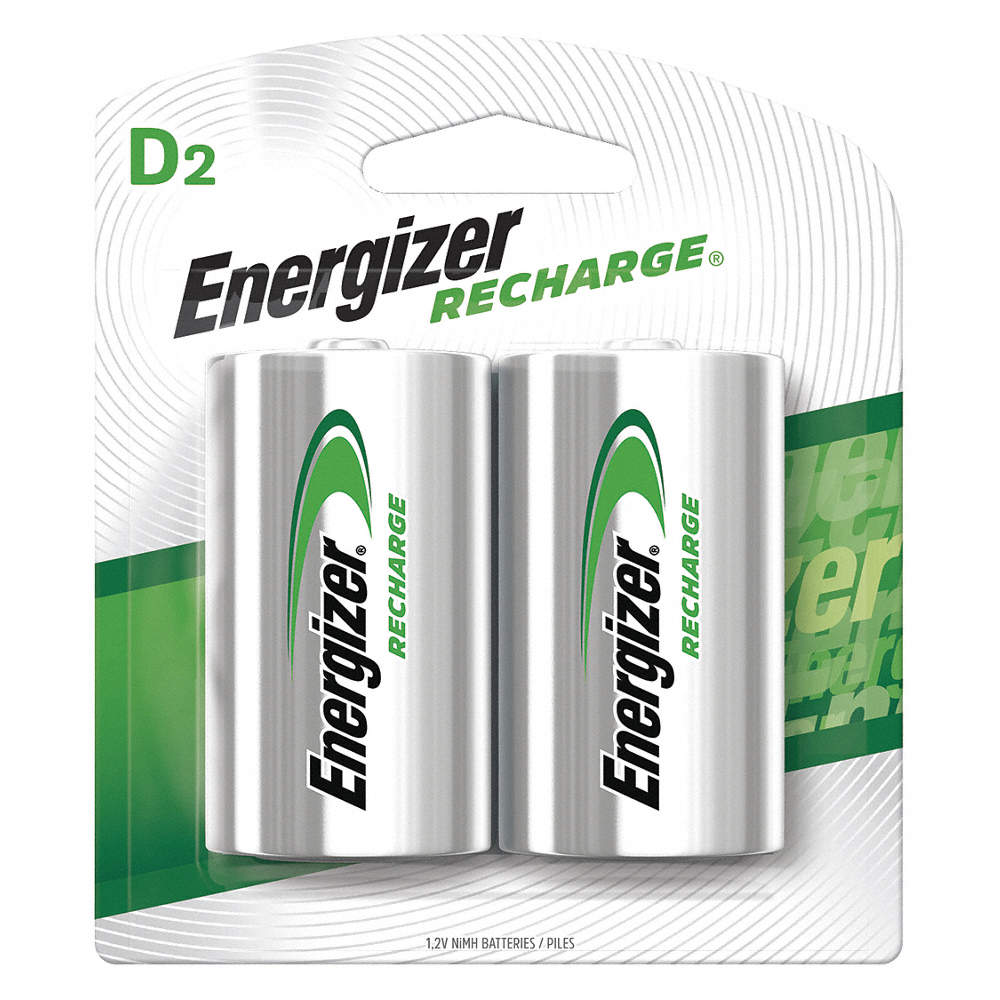 D2
Energizer
RECHARGE®
Energizer®
RECHARGE
Energizer®
RECHARGE
1.2V NiMH BATTERIES / PILES